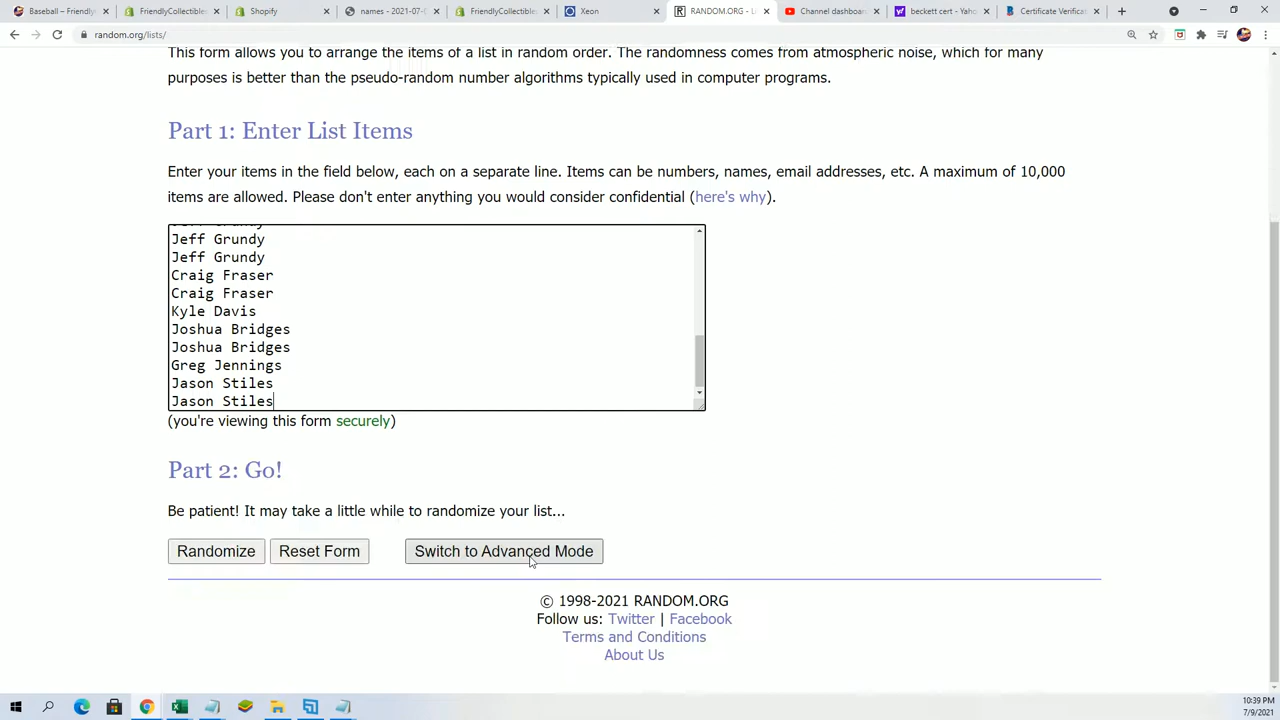 Baseball – Friendly
FriendlyCollectibles
Shopify
names - 2021-07-0
FriendlyCollectibles
Xeon
RANDOM.ORG - L
Channel dashboard
beckett cert - Yaho
Certificate Verifica
random.org/lists/
This form allows you to arrange the items of a list in random order. The randomness comes from atmospheric noise, which for many
purposes is better than the pseudo-random number algorithms typically used in computer programs.
Part 1: Enter List Items
Enter your items in the field below, each on a separate line. Items can be numbers, names, email addresses, etc. A maximum of 10,000
items are allowed. Please don't enter anything you would consider confidential (here's why).
Jeff Grundy
Jeff Grundy
Jeff Grundy
Craig Fraser
Craig Fraser
Kyle Davis
Joshua Bridges
Joshua Bridges
Greg Jennings
Jason Stiles
Jason Stiles
(you're viewing this form securely)
Part 2: Go!
Be patient! It may take a little while to randomize your list...
Randomize
Reset Form
Switch to Advanced Mode
© 1998-2021 RANDOM.ORG
Follow us: Twitter | Facebook
Terms and Conditions
About Us
10:39 PM
7/9/2021